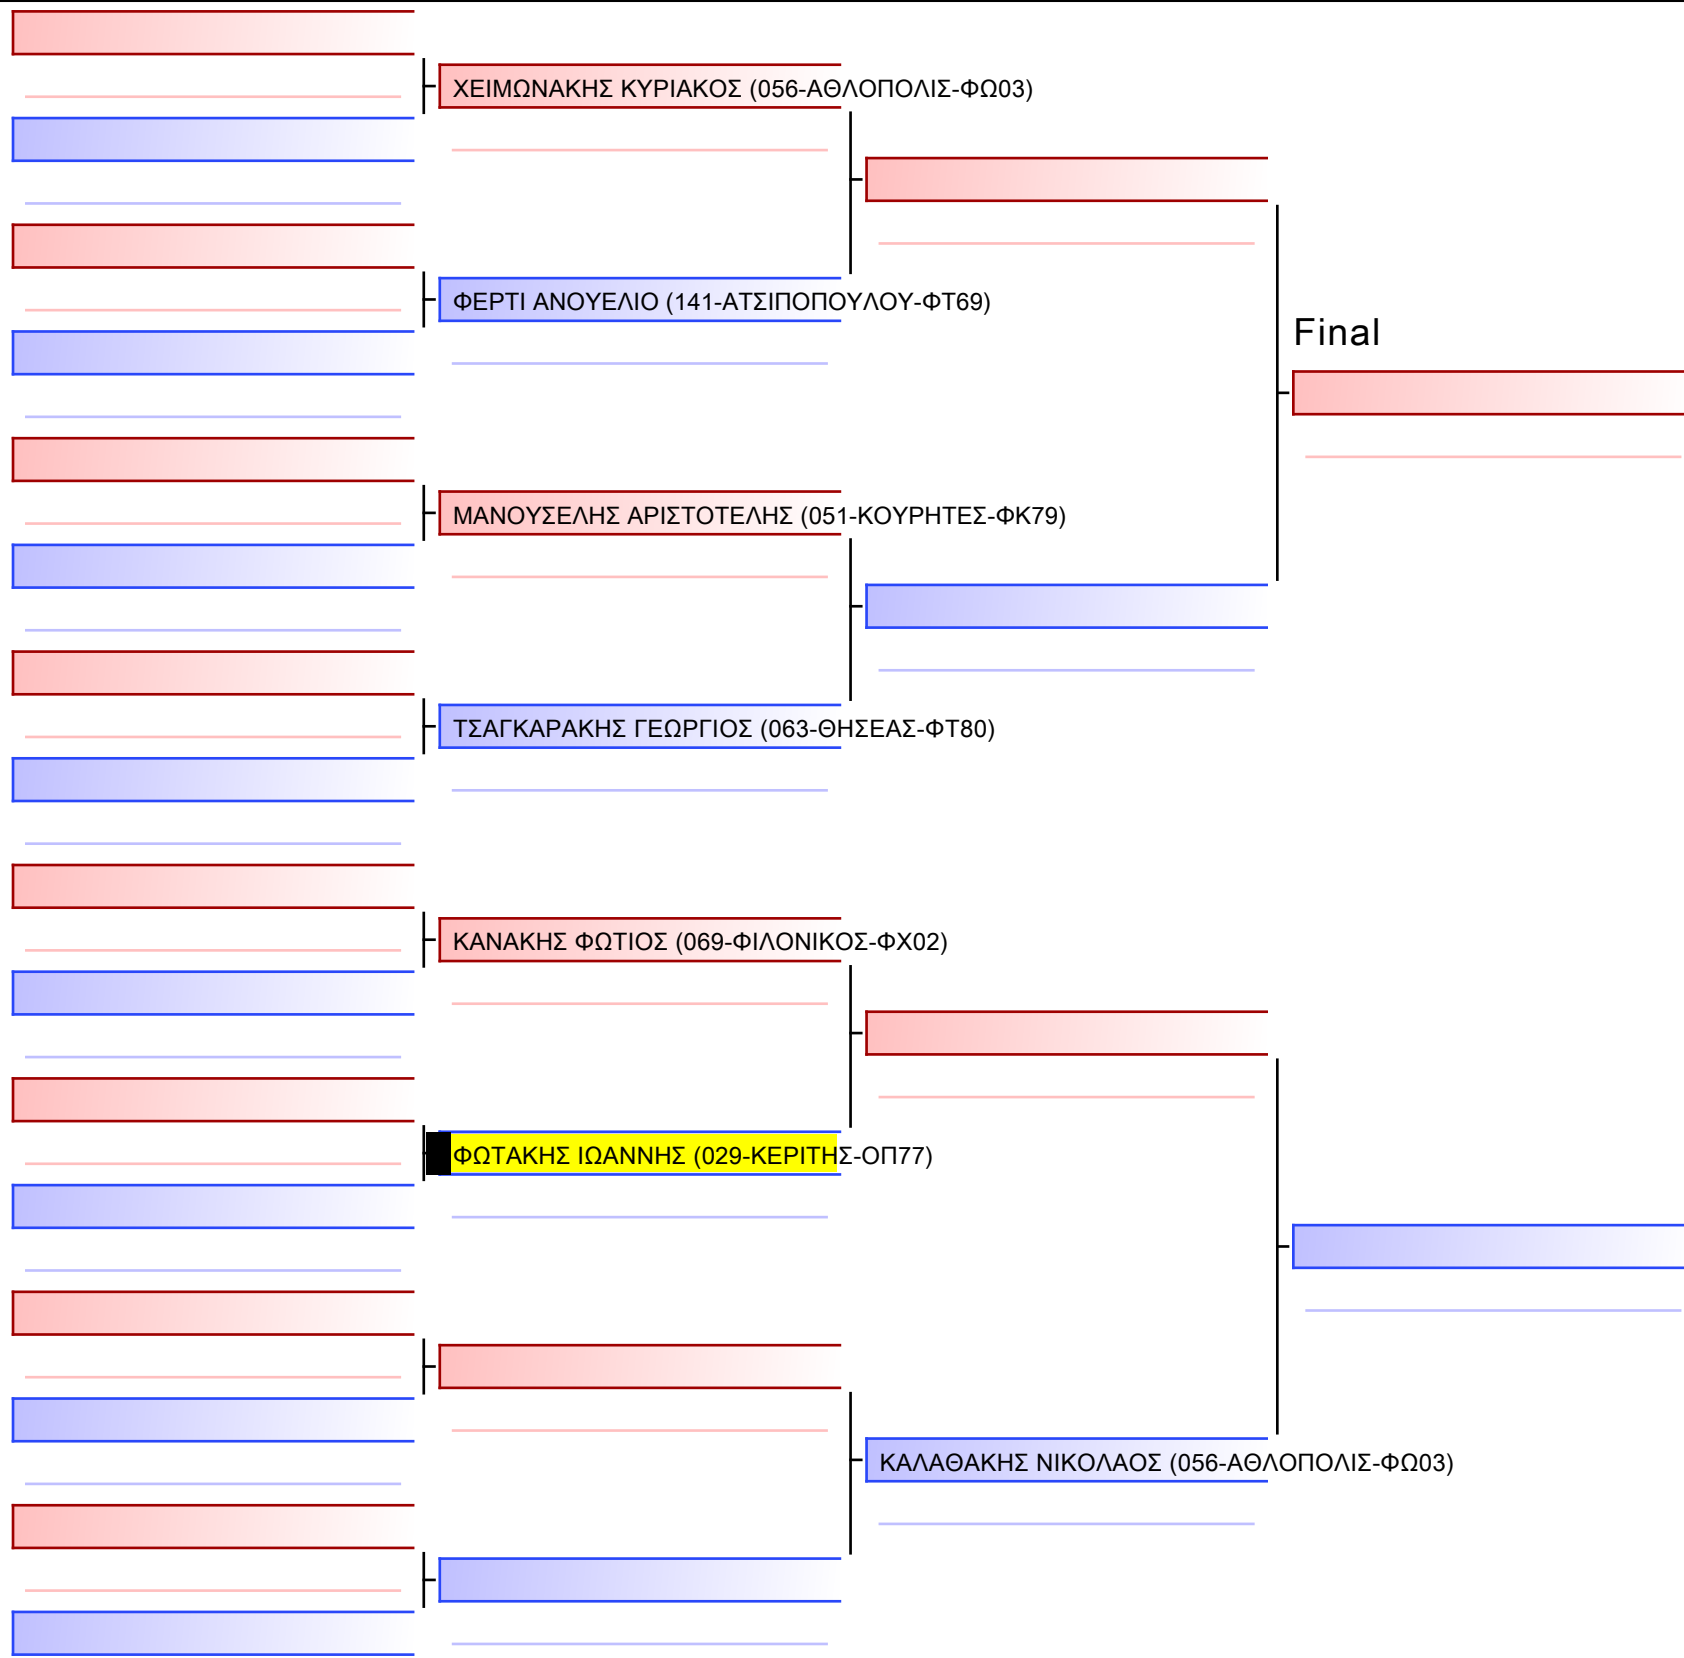 ΧΕΙΜΩΝΑΚΗΣ ΚΥΡΙΑΚΟΣ (056-ΑΘΛΟΠΟΛΙΣ-ΦΩ03)
ΦΕΡΤΙ ΑΝΟΥΕΛΙΟ (141-ΑΤΣΙΠΟΠΟΥΛΟΥ-ΦΤ69)
Final
ΜΑΝΟΥΣΕΛΗΣ ΑΡΙΣΤΟΤΕΛΗΣ (051-ΚΟΥΡΗΤΕΣ-ΦΚ79)
ΤΣΑΓΚΑΡΑΚΗΣ ΓΕΩΡΓΙΟΣ (063-ΘΗΣΕΑΣ-ΦΤ80)
ΚΑΝΑΚΗΣ ΦΩΤΙΟΣ (069-ΦΙΛΟΝΙΚΟΣ-ΦΧ02)
ΦΩΤΑΚΗΣ ΙΩΑΝΝΗΣ (029-ΚΕΡΙΤΗΣ-ΟΠ77)
ΚΑΛΑΘΑΚΗΣ ΝΙΚΟΛΑΟΣ (056-ΑΘΛΟΠΟΛΙΣ-ΦΩ03)